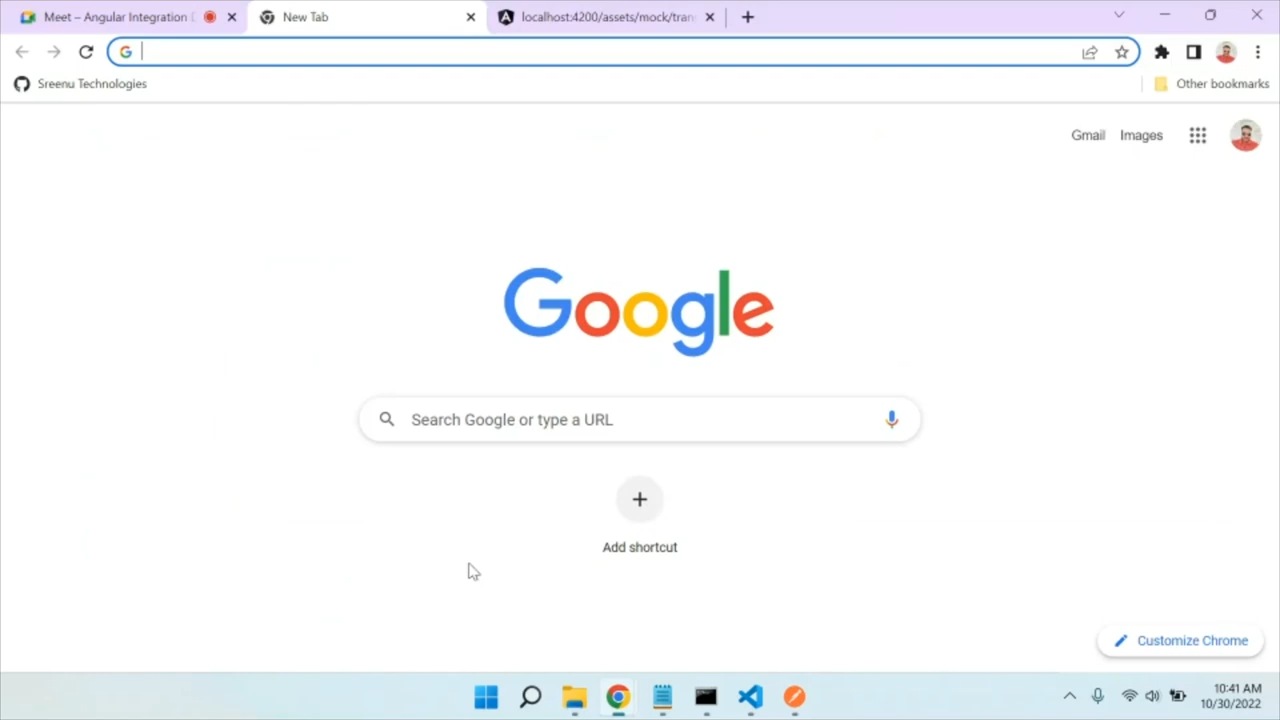 Meet – Angular Integration
New Tab
localhost:4200/assets/mock/tran
Sreenu Technologies
Other bookmarks
Gmail
Images
Google
Search Google or type a URL
Add shortcut
Customize Chrome
10:41 AM
10/30/2022